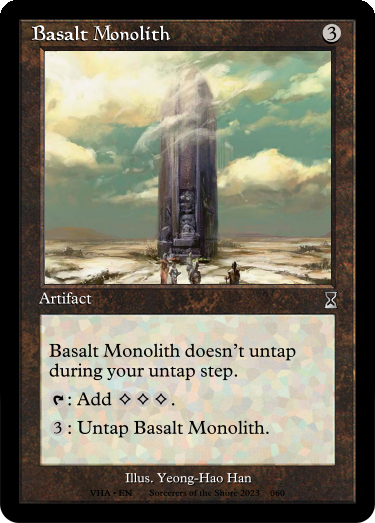 Basalt Monolith 3
Artifact
Basalt Monolith doesn't untap
during your untap step.
: Add
3 : Untap Basalt Monolith.
Illus. Yeong-Hao Han
VHA • EN Sorcerers of the Shore 2023 060